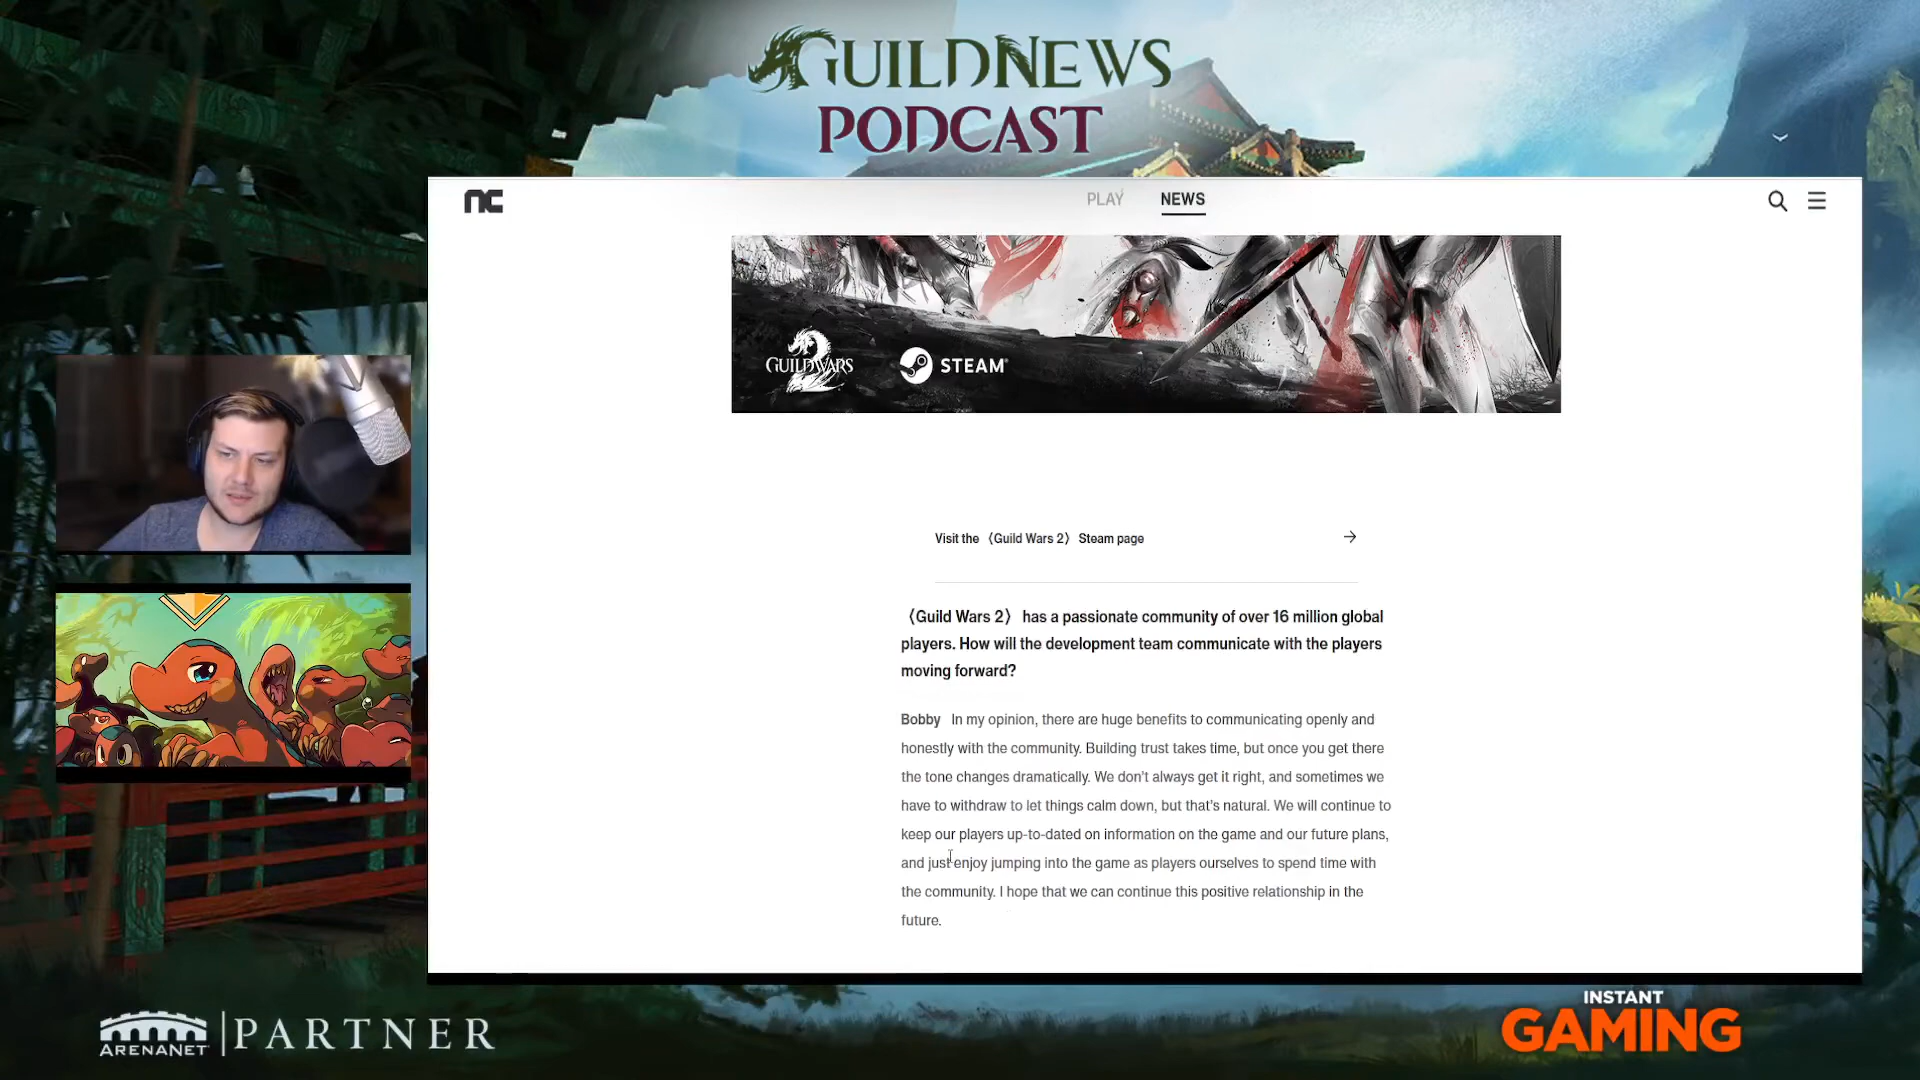 GUILDNEWS
PODCAST
NC
PLAY
NEWS
GUILD WARS
2
STEAM®
Visit the 〈Guild Wars 2〉 Steam page
〈Guild Wars 2〉 has a passionate community of over 16 million global
players. How will the development team communicate with the players
moving forward?
Bobby In my opinion, there are huge benefits to communicating openly and
honestly with the community. Building trust takes time, but once you get there
the tone changes dramatically. We don’t always get it right, and sometimes we
have to withdraw to let things calm down, but that’s natural. We will continue to
keep our players up-to-dated on information on the game and our future plans,
and just enjoy jumping into the game as players ourselves to spend time with
the community. I hope that we can continue this positive relationship in the
future.
ARENANET
PARTNER
INSTANT
GAMING